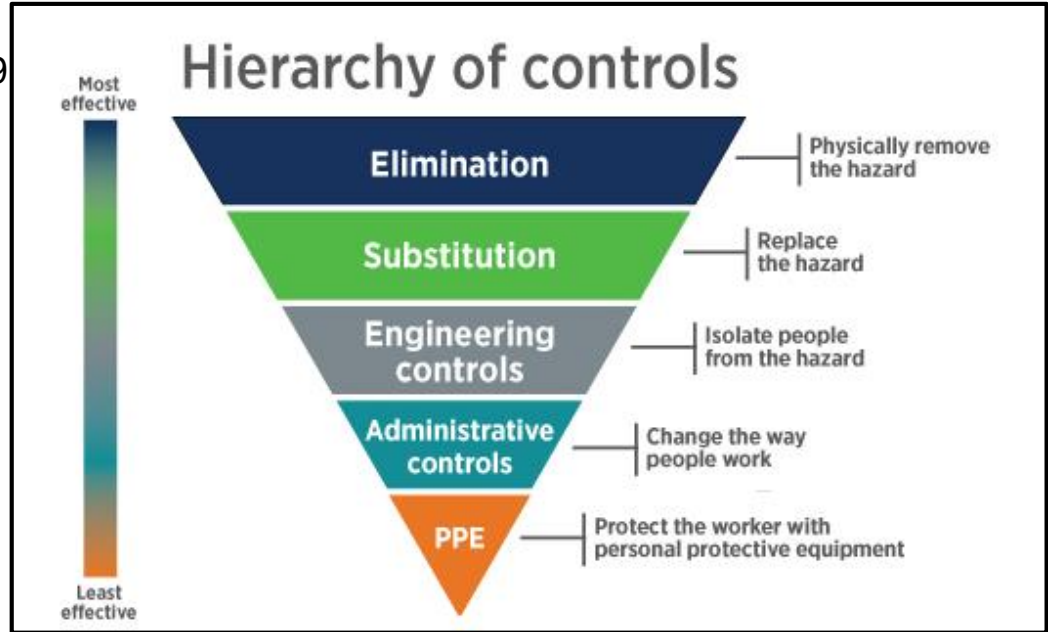 9
Hierarchy of controls
Most
effective
Elimination
Physically remove
the hazard
Substitution
Replace
the hazard
Engineering
controls
Isolate people
from the hazard
Administrative
controls
Change the way
people work
PPE
Protect the worker with
personal protective equipment
Least
effective